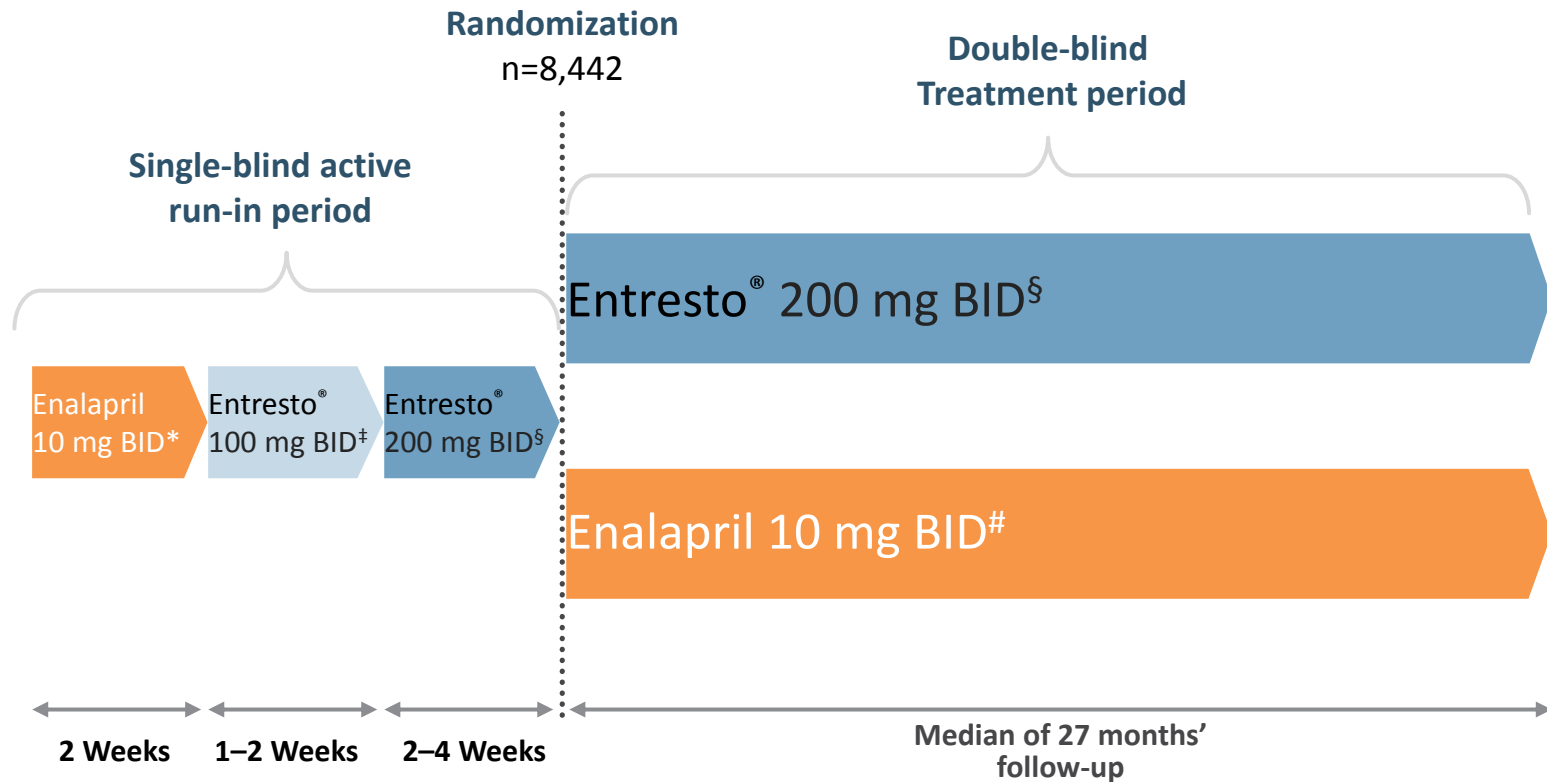 Randomization
n=8,442
Double-blind
Treatment period
Single-blind active
run-in period
Entresto® 200 mg BID§
Enalapril
10 mg BID*
Entresto®
100 mg BID‡
Entresto®
200 mg BID§
Enalapril 10 mg BID#
2 Weeks
1–2 Weeks
2–4 Weeks
Median of 27 months’
follow-up